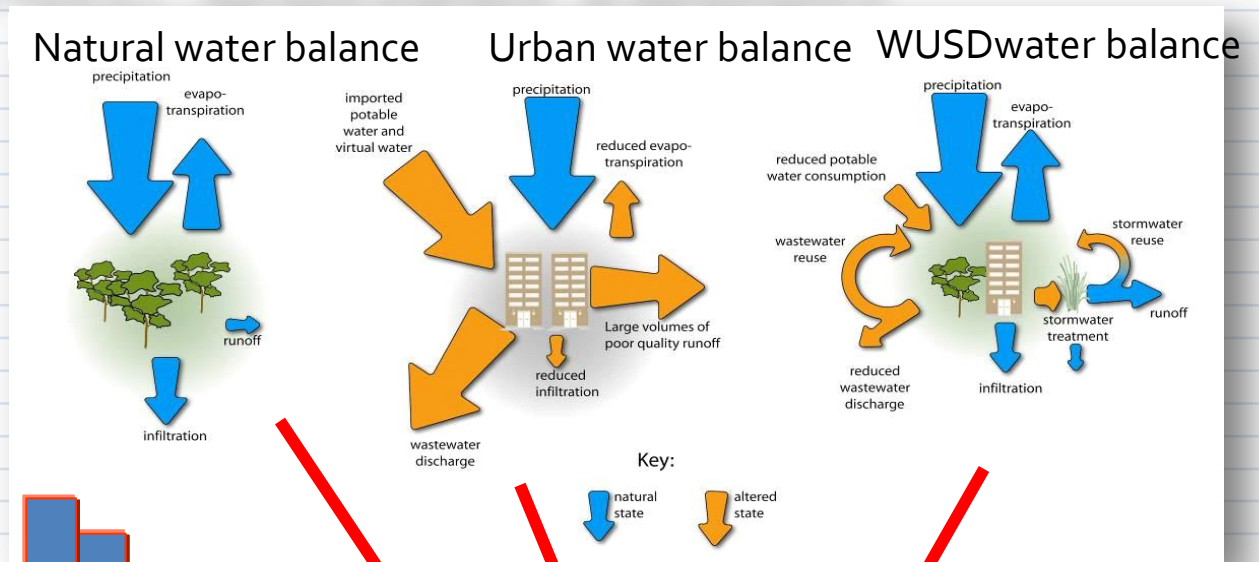 Natural water balance
precipitation
evapo-
transpiration
runoff
infiltration
Urban water balance
imported
potable
water and
virtual water
precipitation
reduced evapo-
transpiration
Large volumes of
poor quality runoff
reduced
infiltration
wastewater
discharge
WUSDwater balance
precipitation
evapo-
transpiration
reduced potable
water consumption
wastewater
reuse
stormwater
reuse
runoff
stormwater
treatment
reduced
wastewater
discharge
infiltration
Key:
natural
state
altered
state